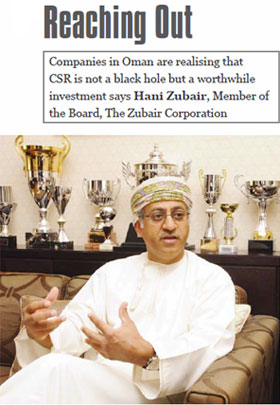 Reaching Out
Companies in Oman are realising that
CSR is not a black hole but a worthwhile
investment says Hani Zubair, Member of
the Board, The Zubair Corporation